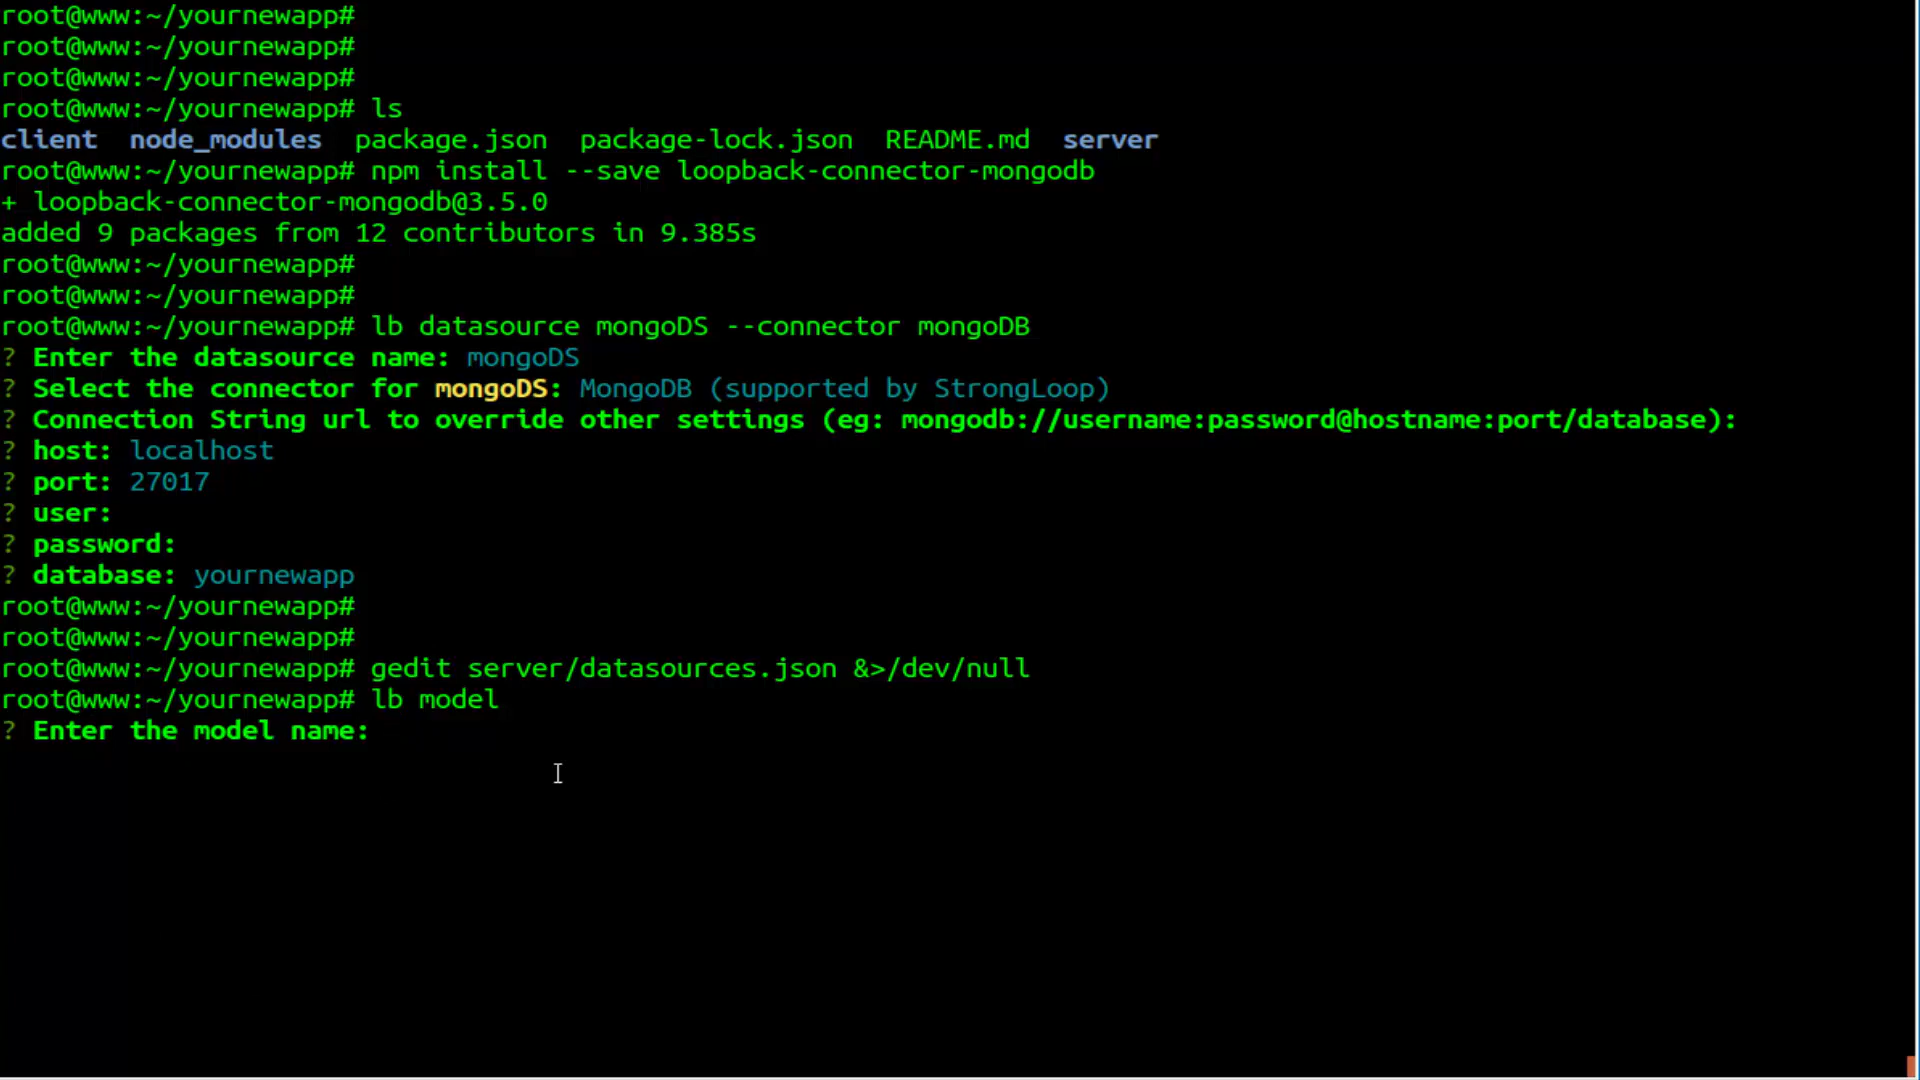 root@www:~/yournewapp#
root@www:~/yournewapp#
root@www:~/yournewapp#
root@www:~/yournewapp# ls
client  node_modules  package.json  package-lock.json  README.md  server
root@www:~/yournewapp# npm install --save loopback-connector-mongodb
+ loopback-connector-mongodb@3.5.0
added 9 packages from 12 contributors in 9.385s
root@www:~/yournewapp#
root@www:~/yournewapp#
root@www:~/yournewapp# lb datasource mongoDS --connector mongoDB
? Enter the datasource name: mongoDS
? Select the connector for mongoDS: MongoDB (supported by StrongLoop)
? Connection String url to override other settings (eg: mongodb://username:password@hostname:port/database):
? host: localhost
? port: 27017
? user:
? password:
? database: yournewapp
root@www:~/yournewapp#
root@www:~/yournewapp#
root@www:~/yournewapp# gedit server/datasources.json &>/dev/null
root@www:~/yournewapp# lb model
? Enter the model name: